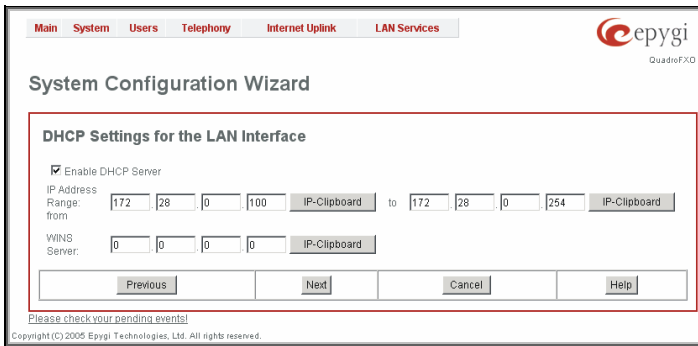 Main System Users Telephony Internet Uplink LAN Services
epygi
QuadroFXO
System Configuration Wizard
DHCP Settings for the LAN Interface
Enable DHCP Server
IP Address Range: from 172 . 28 . 0 . 100 IP-Clipboard to 172 . 28 . 0 . 254 IP-Clipboard
WINS Server: 0 . 0 . 0 . 0 IP-Clipboard
Previous Next Cancel Help
Please check your pending events!
Copyright (C) 2005 Epygi Technologies, Ltd. All rights reserved.